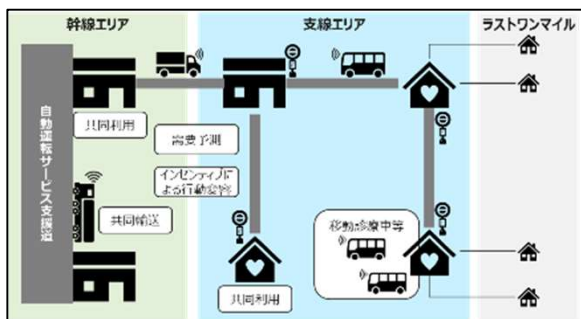 幹線エリア
支線エリア
ラストワンマイル
自動運転サービス支援道
共同利用
需要予測
インセンティブに
よる行動変容
共同輸送
移動診療車等
共同利用